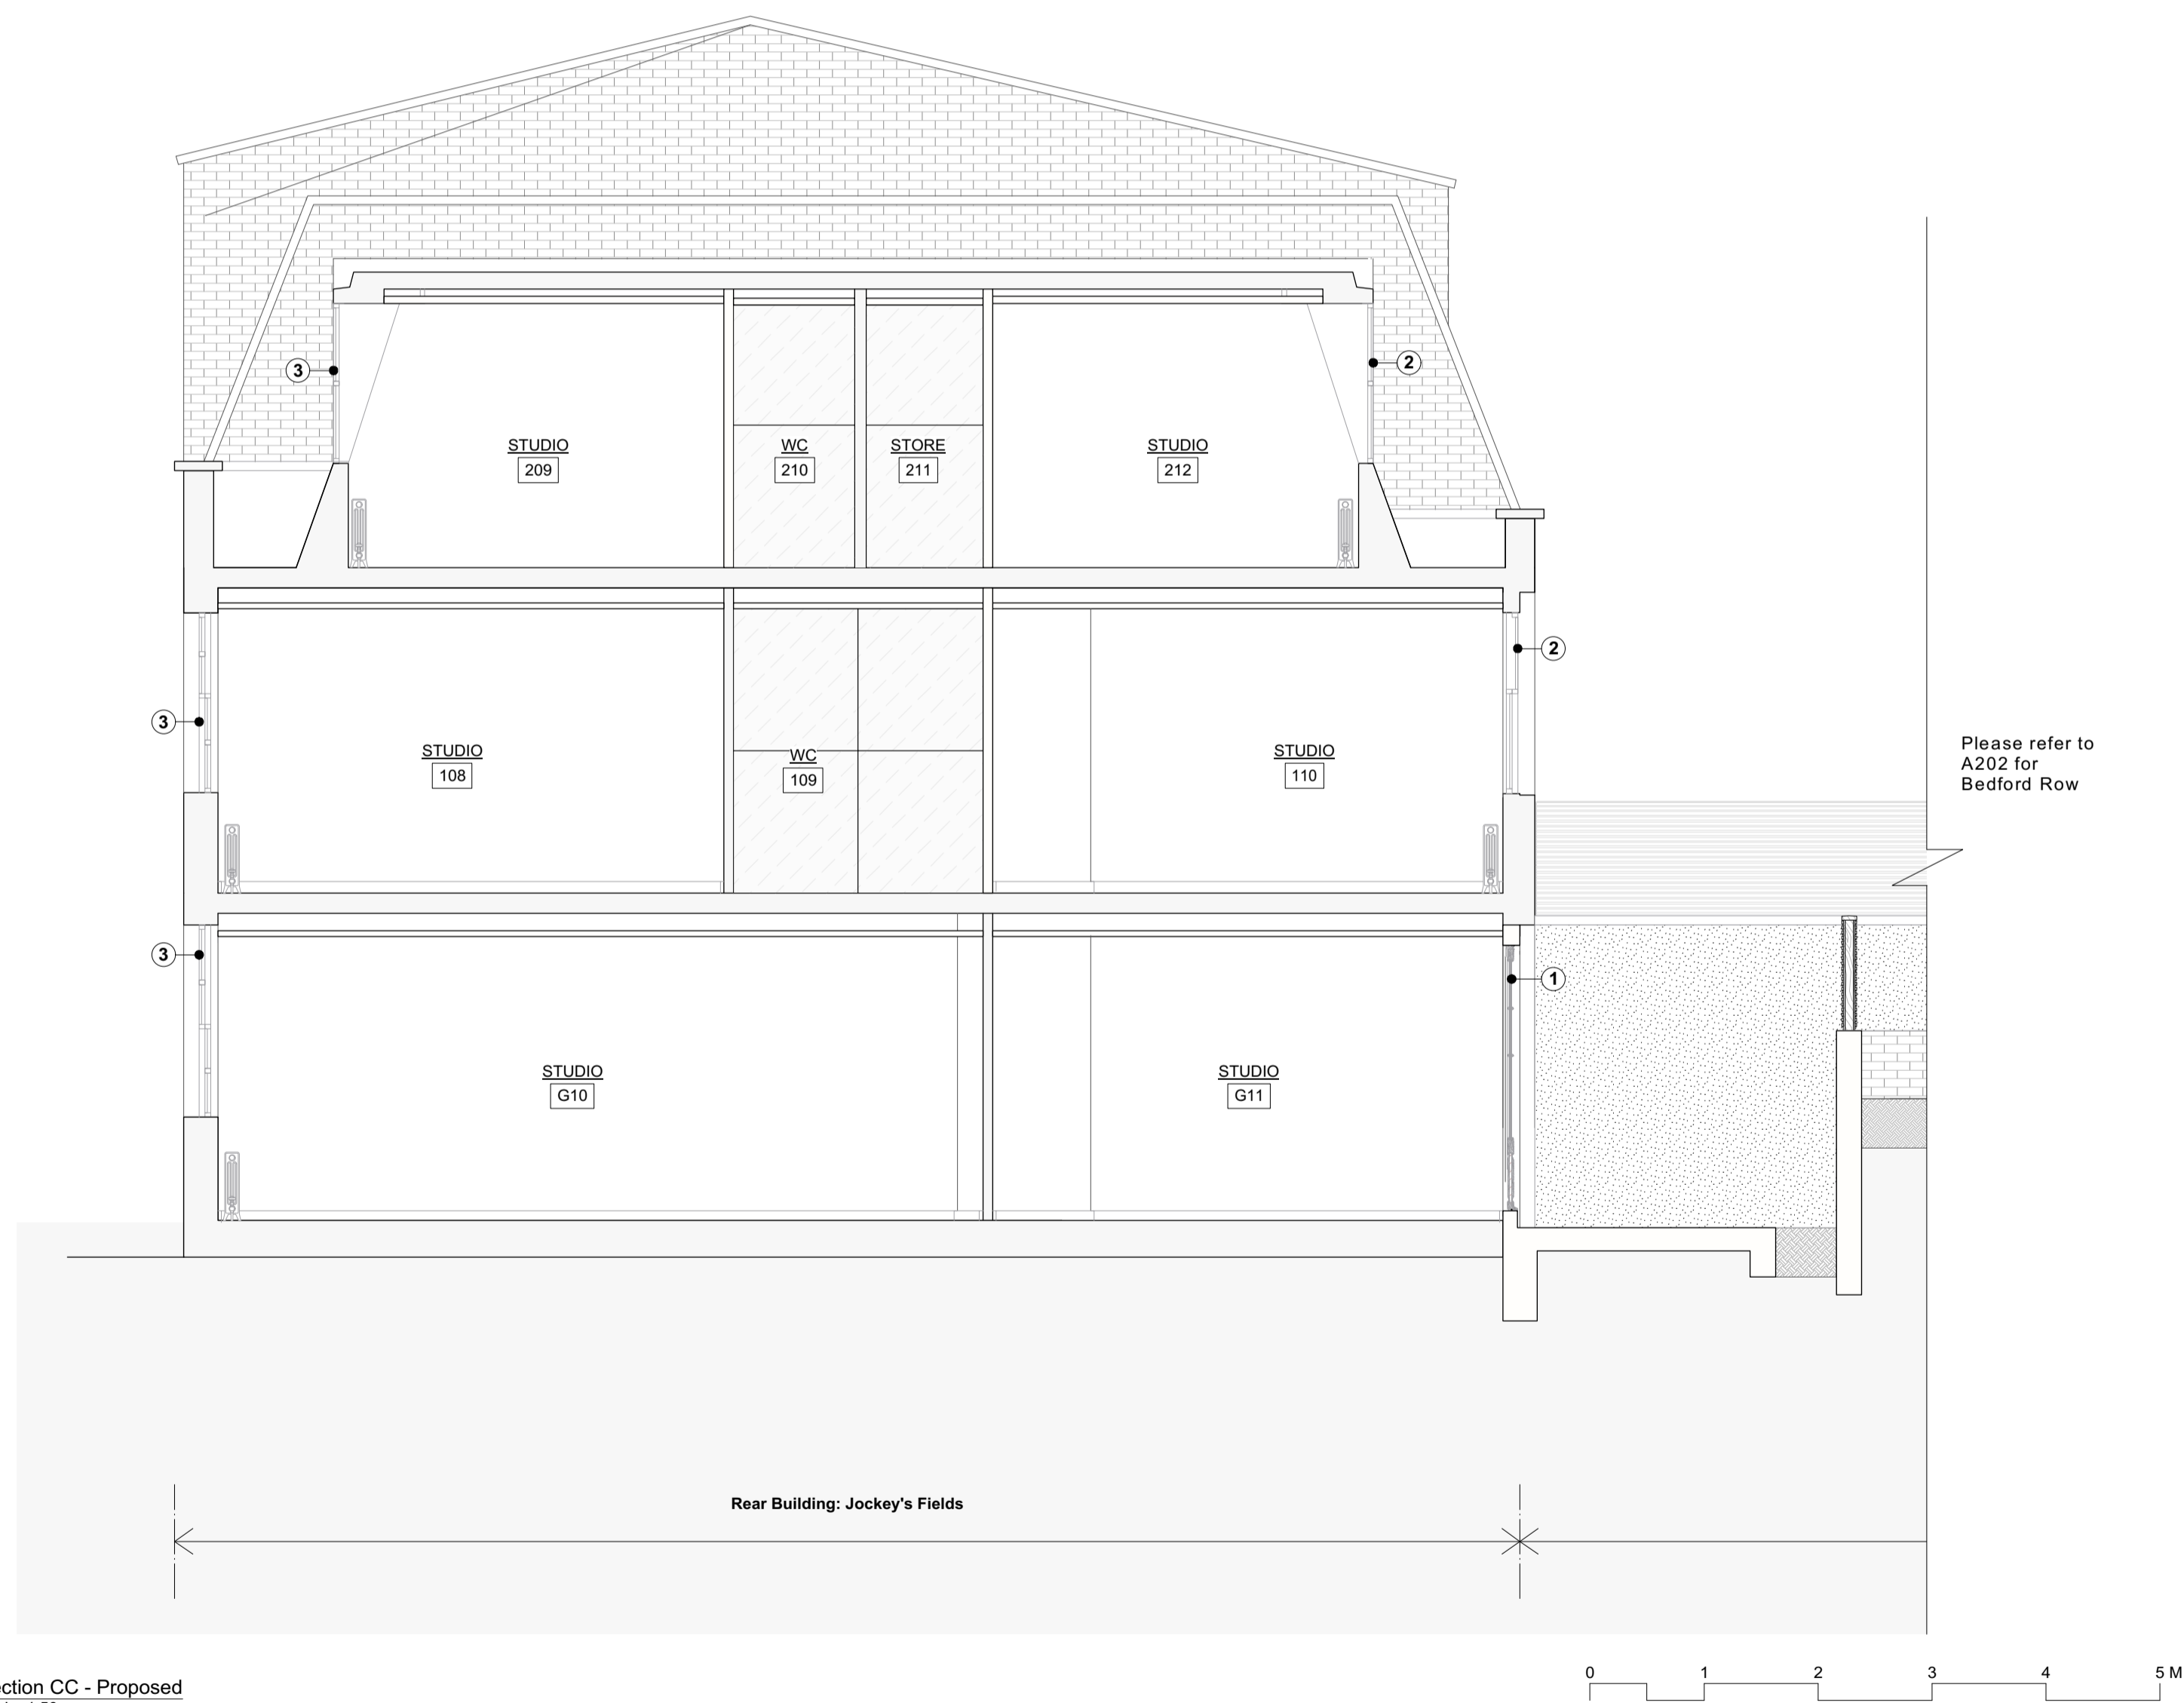 3
2
STUDIO
209
WC
210
STORE
211
STUDIO
212
2
3
STUDIO
108
WC
109
STUDIO
110
Please refer to
A202 for
Bedford Row
3
1
STUDIO
G10
STUDIO
G11
Rear Building: Jockey's Fields
CC - Proposed
0 1 2 3 4 5 M